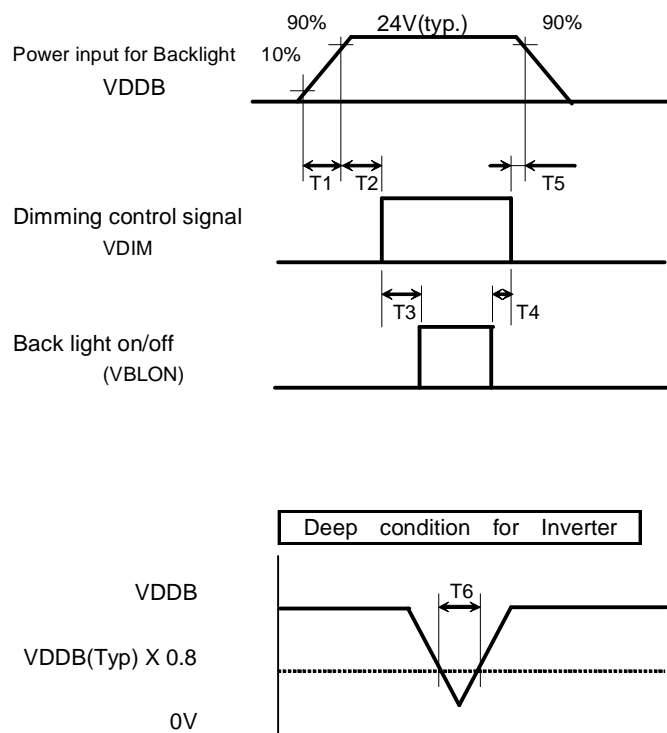 90% 24V(typ.) 90%
Power input for Backlight 10%
VDDB
T1 T2 T5
Dimming control signal
VDIM
T3 T4
Back light on/off
(VBLON)
Deep condition for Inverter
VDDB T6
VDDB(Typ) X 0.8
0V